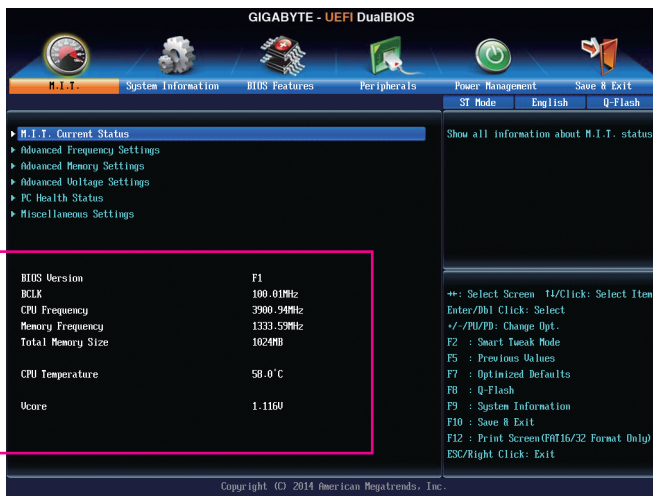 GIGABYTE - UEFI DualBIOS
M.I.T. System Information BIOS Features Peripherals Power Management Save & Exit
ST Mode English Q-Flash
M.I.T. Current Status
Advanced Frequency Settings
Advanced Memory Settings
Advanced Voltage Settings
PC Health Status
Miscellaneous Settings
BIOS Version F1
BCLK 100.01MHz
CPU Frequency 3900.94MHz
Memory Frequency 1333.59MHz
Total Memory Size 1024MB
CPU Temperature 58.0°C
Vcore 1.116V
Show all information about M.I.T. status
→←: Select Screen ↑↓/Click: Select Item
Enter/Dbl Click: Select
+/-/PU/PD: Change Opt.
F2 : Smart Tweak Mode
F5 : Previous Values
F7 : Optimized Defaults
F8 : Q-Flash
F9 : System Information
F10 : Save & Exit
F12 : Print Screen(FAT16/32 Format Only)
ESC/Right Click: Exit
Copyright (C) 2014 American Megatrends, Inc.